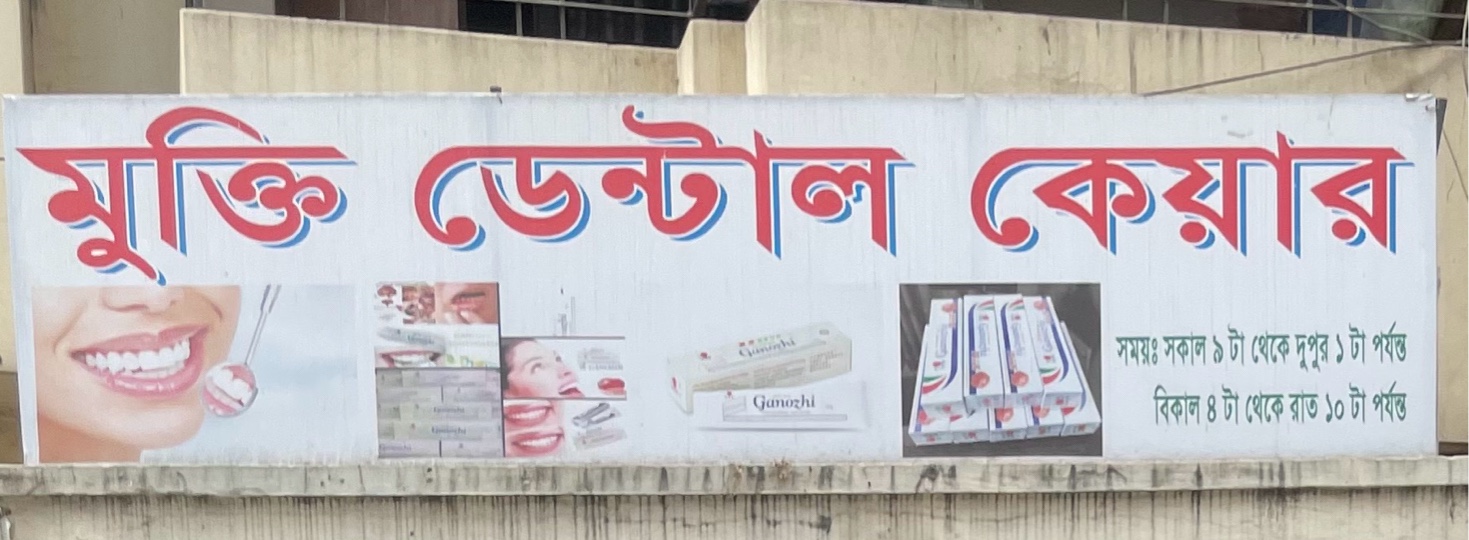 মুক্তি ডেন্টাল কেয়ার
Ganozhi
Ganozhi
সময়ঃ সকাল ৯ টা থেকে দুপুর ১ টা পর্যন্ত
বিকাল ৪ টা থেকে রাত ১০ টা পর্যন্ত